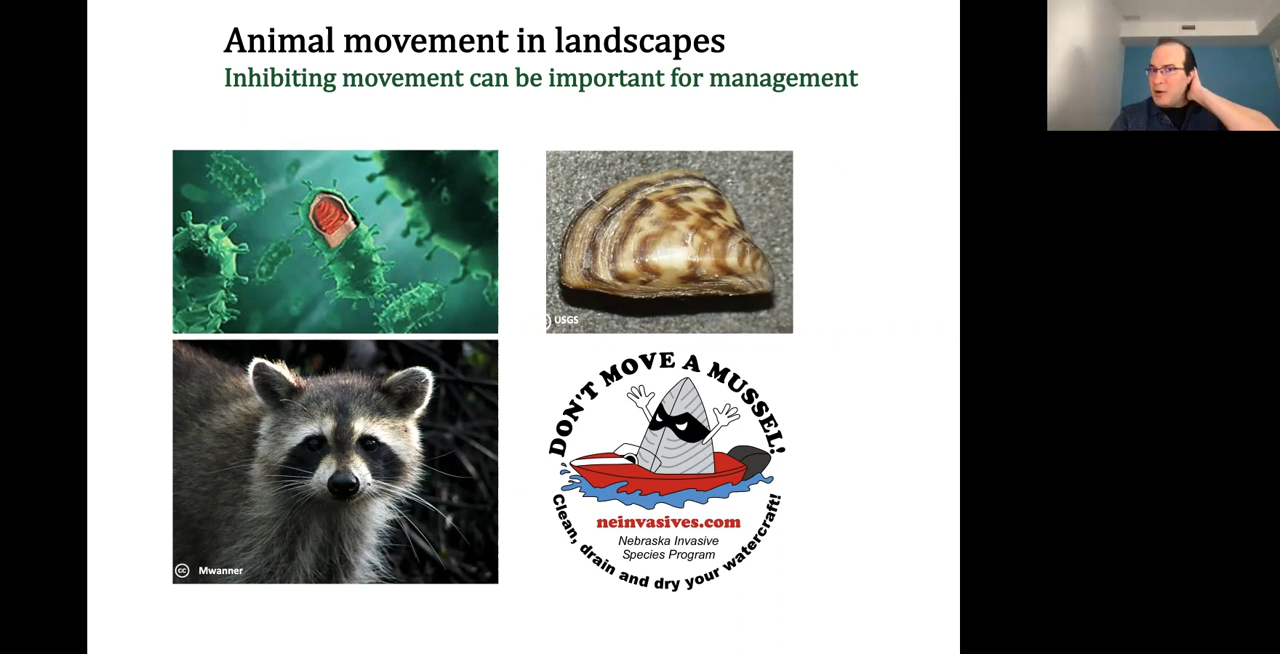 Animal movement in landscapes
Inhibiting movement can be important for management
USGS
cc Mwanner
DON'T MOVE A MUSSEL!
neinvasives.com
Nebraska Invasive
Species Program
Clean, drain and dry your watercraft!